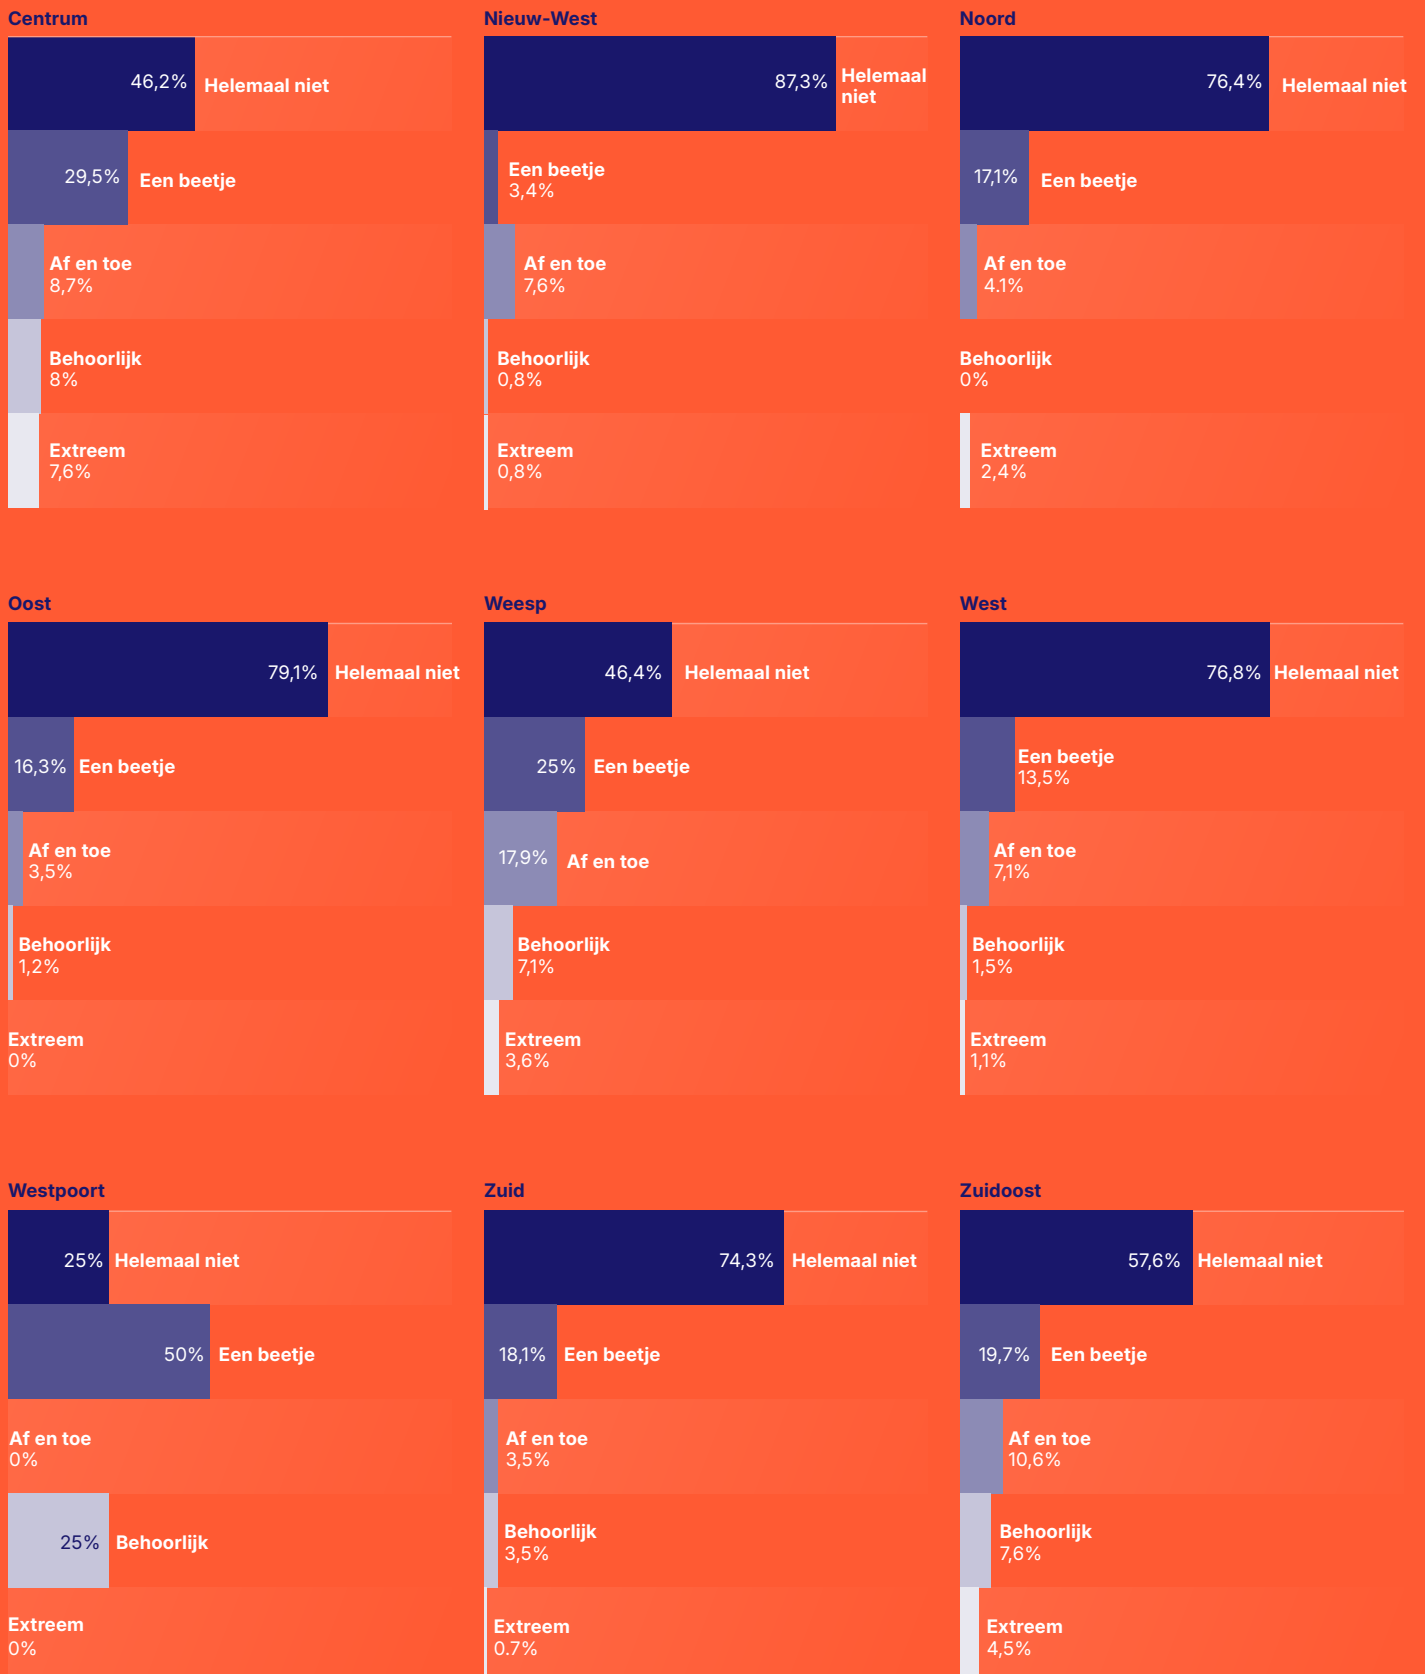 Centrum
46,2% Helemaal niet
29,5% Een beetje
Af en toe
8,7%
Behoorlijk
8%
Extreem
7,6%
Nieuw-West
87,3% Helemaal
niet
Een beetje
3,4%
Af en toe
7,6%
Behoorlijk
0,8%
Extreem
0,8%
Noord
76,4% Helemaal niet
17,1% Een beetje
Af en toe
4.1%
Behoorlijk
0%
Extreem
2,4%
Oost
79,1% Helemaal niet
16,3% Een beetje
Af en toe
3,5%
Behoorlijk
1,2%
Extreem
0%
Weesp
46,4% Helemaal niet
25% Een beetje
17,9% Af en toe
Behoorlijk
7,1%
Extreem
3,6%
West
76,8% Helemaal niet
Een beetje
13,5%
Af en toe
7,1%
Behoorlijk
1,5%
Extreem
1,1%
Westpoort
25% Helemaal niet
50% Een beetje
Af en toe
0%
25% Behoorlijk
Extreem
0%
Zuid
74,3% Helemaal niet
18,1% Een beetje
Af en toe
3,5%
Behoorlijk
3,5%
Extreem
0.7%
Zuidoost
57,6% Helemaal niet
19,7% Een beetje
Af en toe
10,6%
Behoorlijk
7,6%
Extreem
4,5%